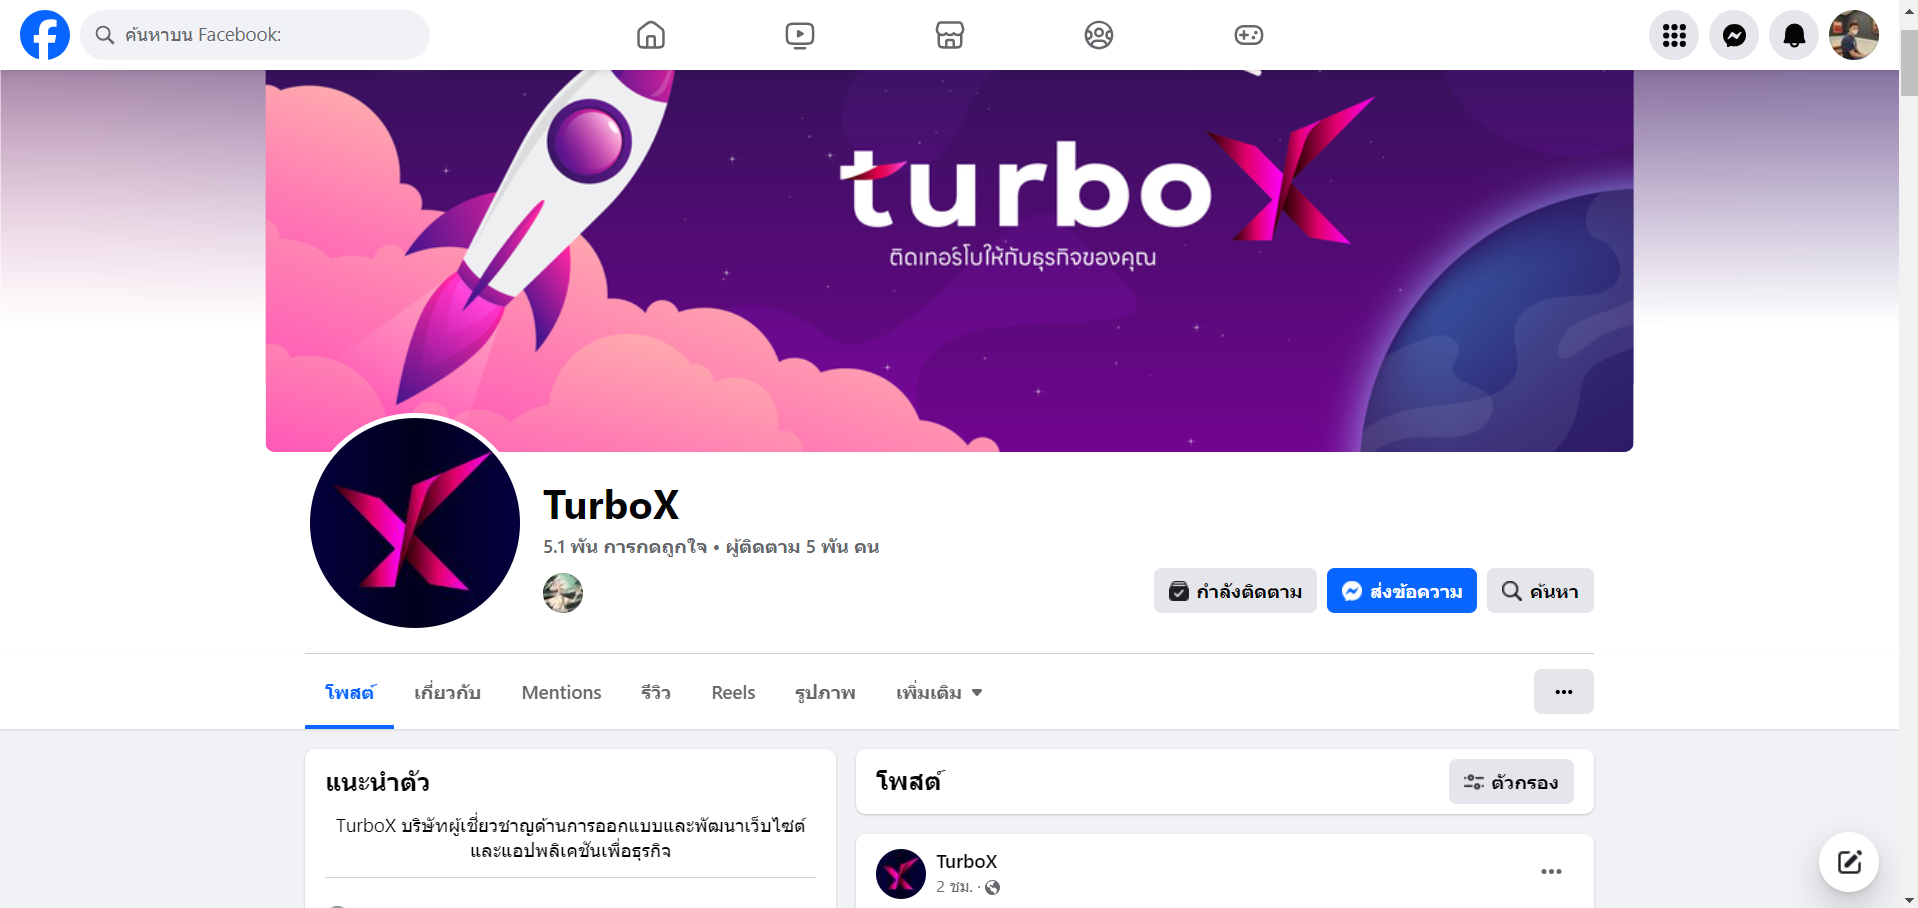 ค้นหาบน Facebook:
turbo X
ติดเทอร์โบให้กับธุรกิจของคุณ
TurboX
5.1 พัน การกดถูกใจ • ผู้ติดตาม 5 พัน คน
กำลังติดตาม
ส่งข้อความ
ค้นหา
โพสต์ เกี่ยวกับ Mentions รีวิว Reels รูปภาพ เพิ่มเติม
แนะนำตัว
TurboX บริษัทผู้เชี่ยวชาญด้านการออกแบบและพัฒนาเว็บไซต์
และแอปพลิเคชันเพื่อธุรกิจ
โพสต์
ตัวกรอง
TurboX
2 ชม. ·